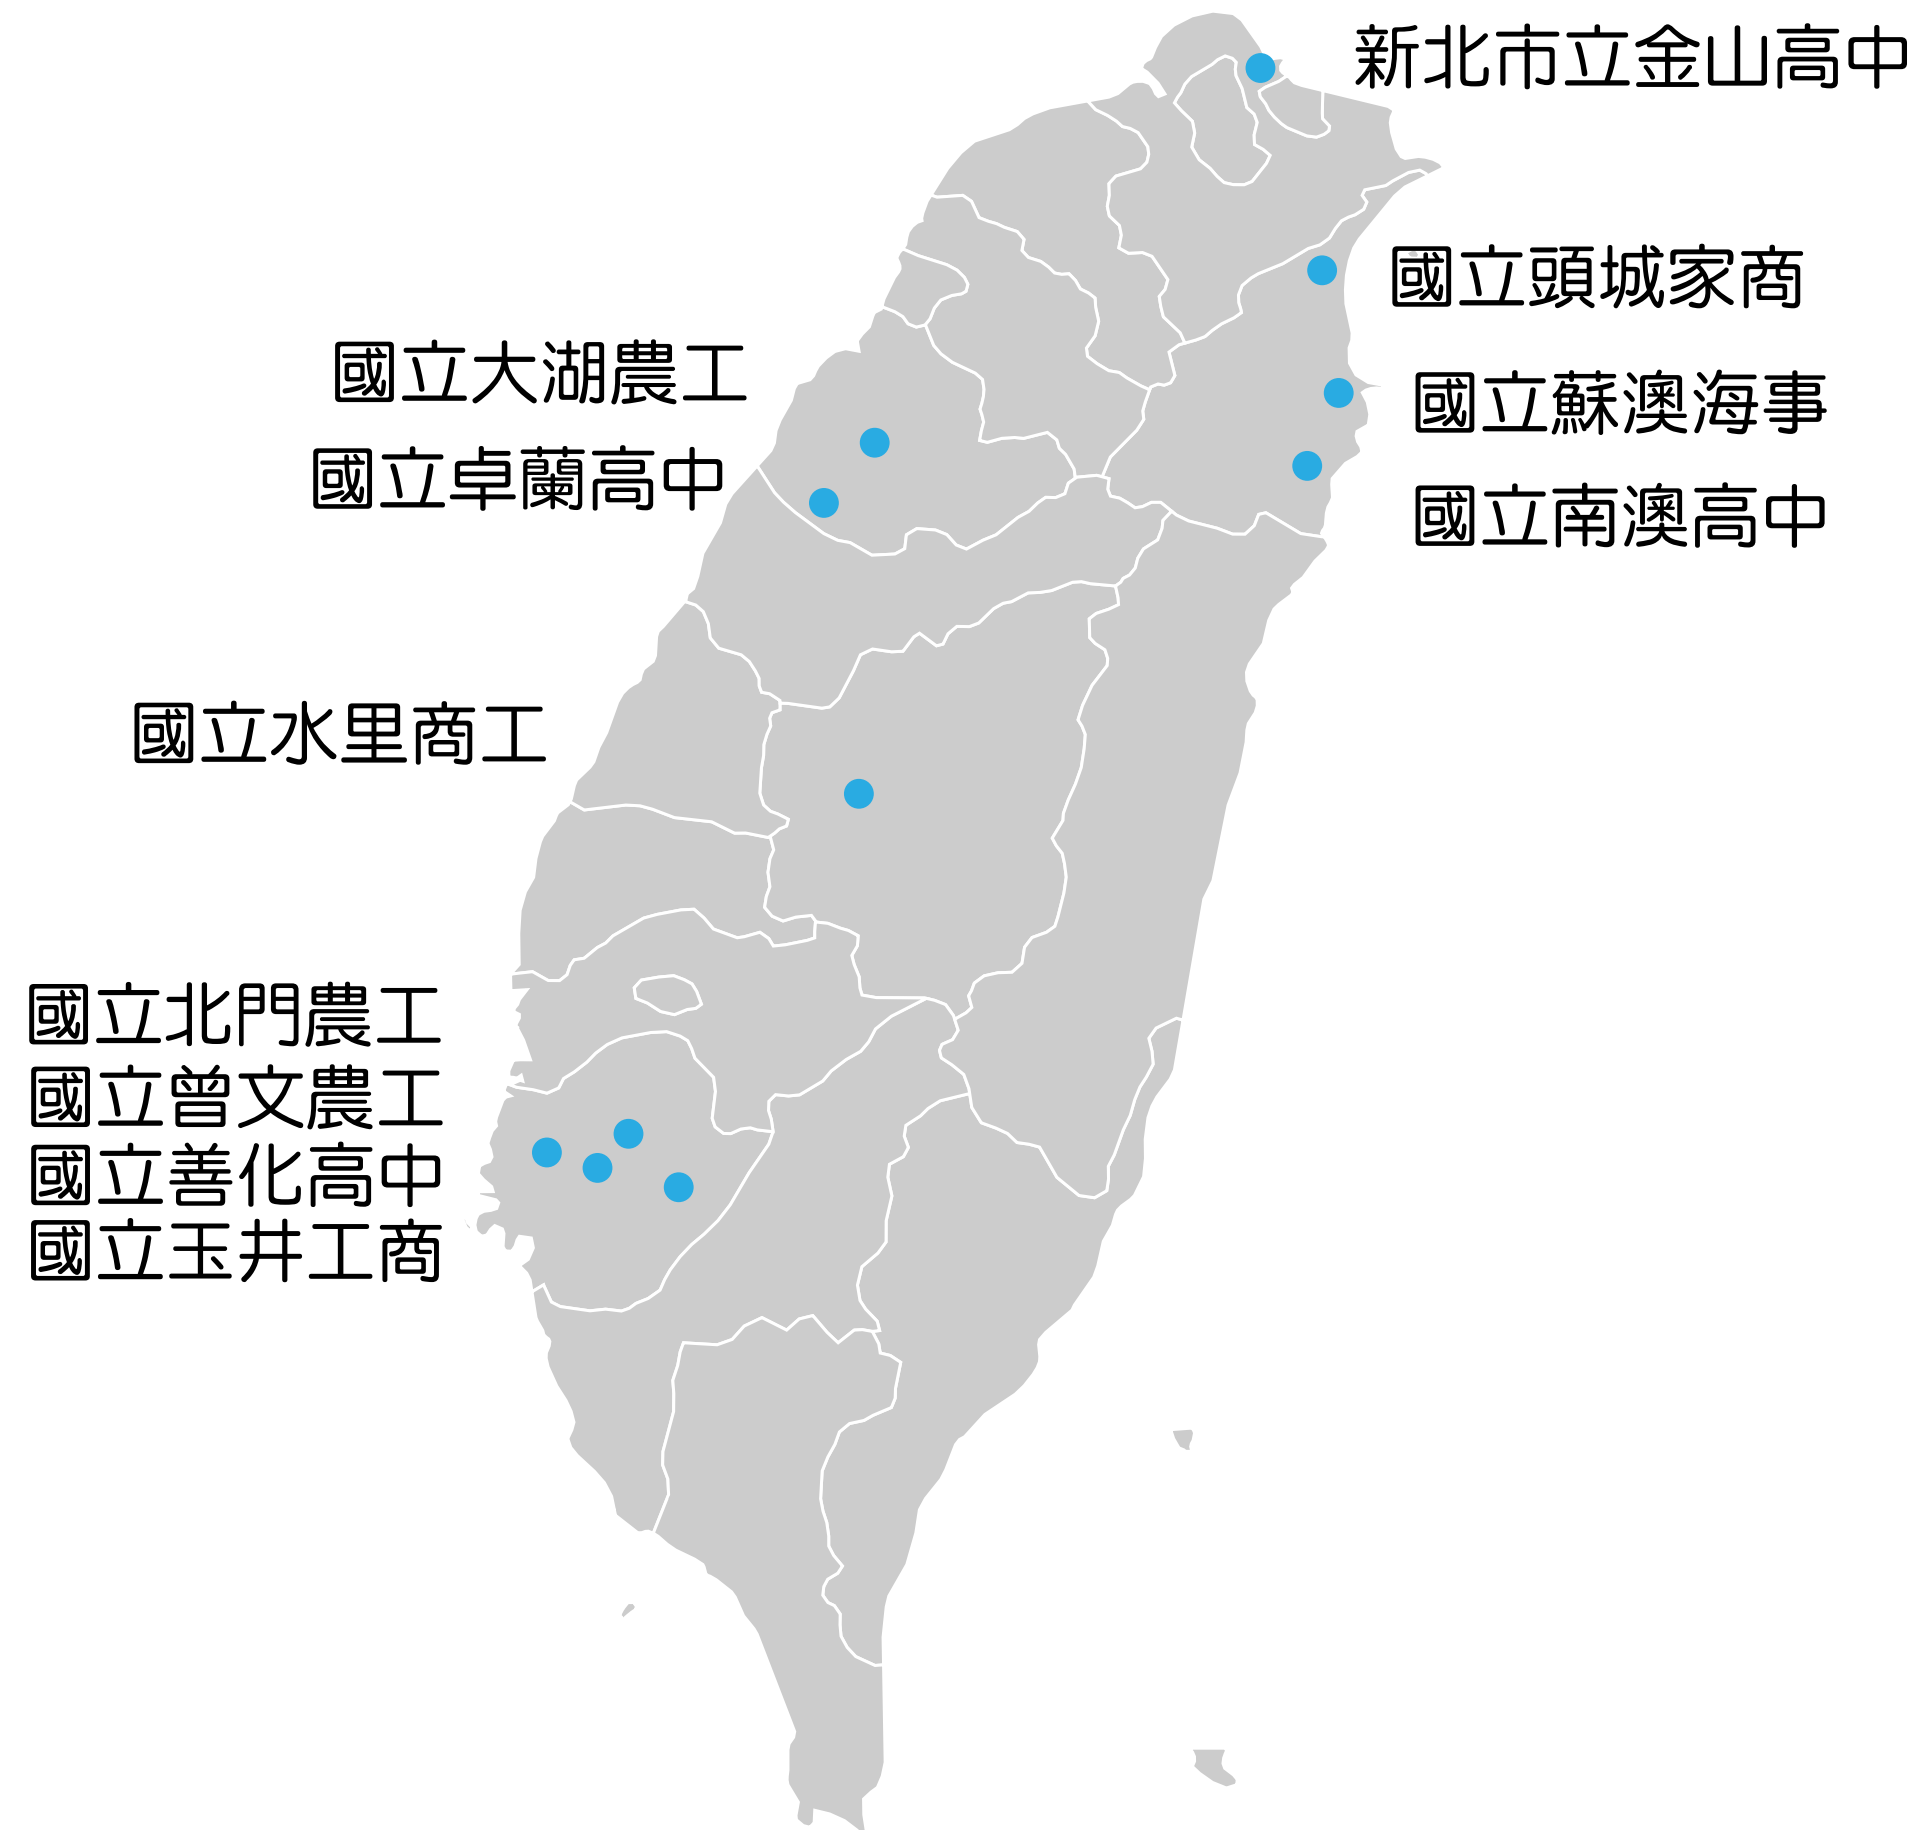 新北市立金山高中
國立頭城家商
國立大湖農工
國立蘇澳海事
國立卓蘭高中
國立南澳高中
國立水里商工
國立北門農工
國立曾文農工
國立善化高中
國立玉井工商